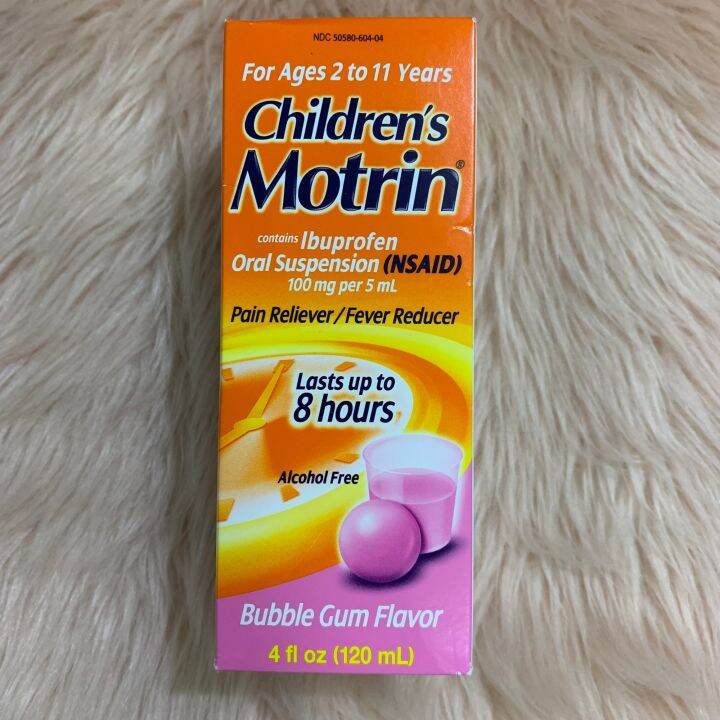 NDC 50580-604-04
For Ages 2 to 11 Years
Children's
Motrin®
contains Ibuprofen
Oral Suspension (NSAID)
100 mg per 5 mL
Pain Reliever/Fever Reducer
Lasts up to
8 hours
Alcohol Free
Bubble Gum Flavor
4 fl oz (120 mL)